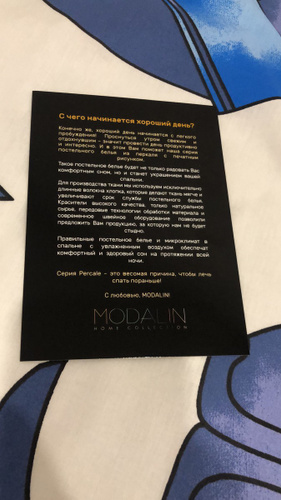 С чего начинается хороший день?
Конечно же, хороший день начинается с легкого
пробуждения! Проснуться утром свежим и
отдохнувшим – значит провести день продуктивно
и интересно. И в этом Вам поможет наша серия
постельного белья из перкаля с печатным
рисунком.
Такое постельное белье будет не только радовать Вас
комфортным сном, но и станет украшением вашей
спальни.
Для производства ткани мы используем исключительно
длинные волокна хлопка, которые делают ткань мягче и
увеличивают срок службы постельного белья.
Красители высокого качества, только натуральное
сырье, передовые технологии обработки материала и
современное швейное оборудование позволили
предложить Вам продукцию, за которую нам не будет
стыдно.
Правильные постельное белье и микроклимат в
спальне с увлажненным воздухом обеспечат
комфортный и здоровый сон на протяжении всей
ночи.
Серия Percale – это весомая причина, чтобы лечь
спать пораньше!
С любовью, MODALIN!
MODALIN
HOME COLLECTION